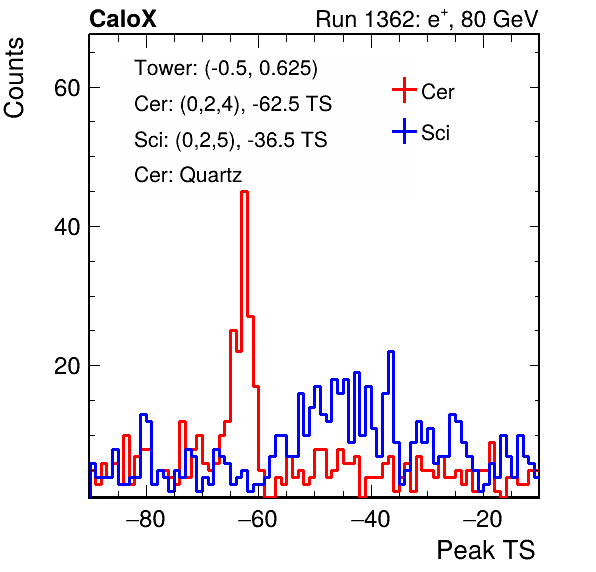 CaloX Run 1362: e⁺, 80 GeV
Counts
Tower: (-0.5, 0.625)
Cer: (0,2,4), -62.5 TS
Sci: (0,2,5), -36.5 TS
Cer: Quartz
Cer
Sci
60
40
20
−80 −60 −40 −20
Peak TS